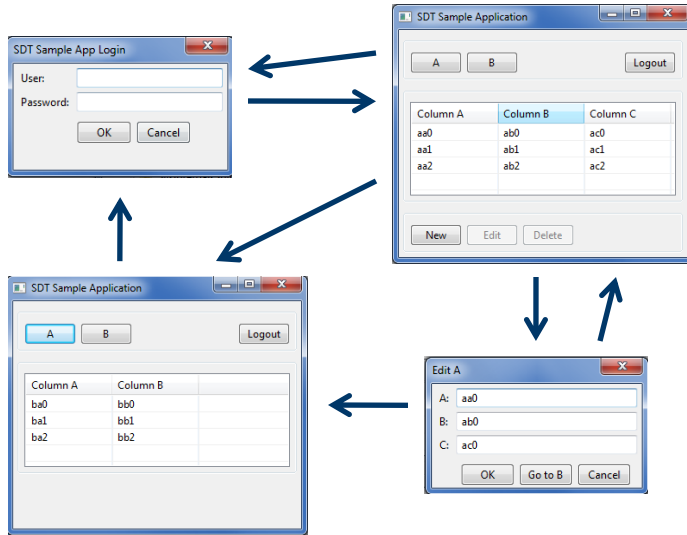 SDT Sample App Login
User:
Password:
OK Cancel
SDT Sample Application
A B Logout
Column A Column B Column C
aa0 ab0 ac0
aa1 ab1 ac1
aa2 ab2 ac2
New Edit Delete
SDT Sample Application
A B Logout
Column A Column B
ba0 bb0
ba1 bb1
ba2 bb2
Edit A
A: aa0
B: ab0
C: ac0
OK Go to B Cancel